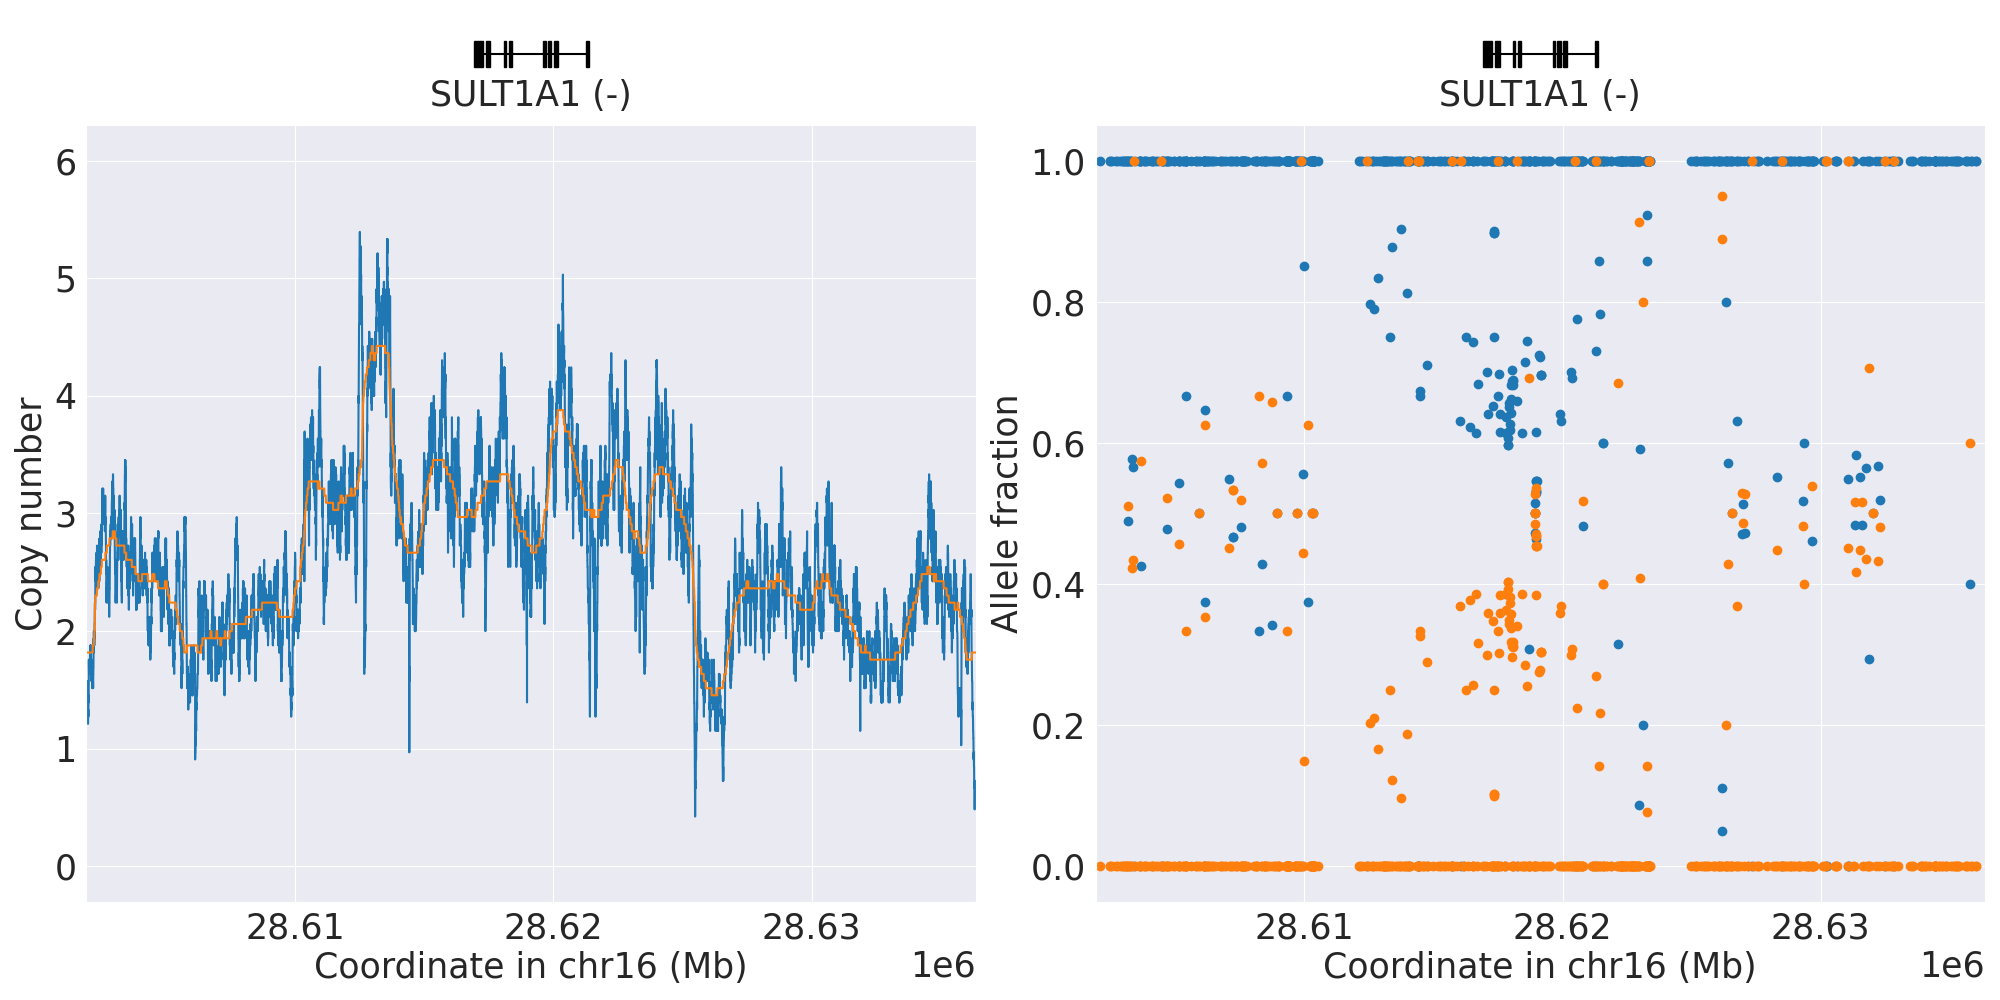 SULT1A1 (-)
6
5
4
3
2
1
0
Copy number
28.61
28.62
28.63
Coordinate in chr16 (Mb)
1e6
SULT1A1 (-)
1.0
0.8
0.6
0.4
0.2
0.0
Allele fraction
28.61
28.62
28.63
Coordinate in chr16 (Mb)
1e6